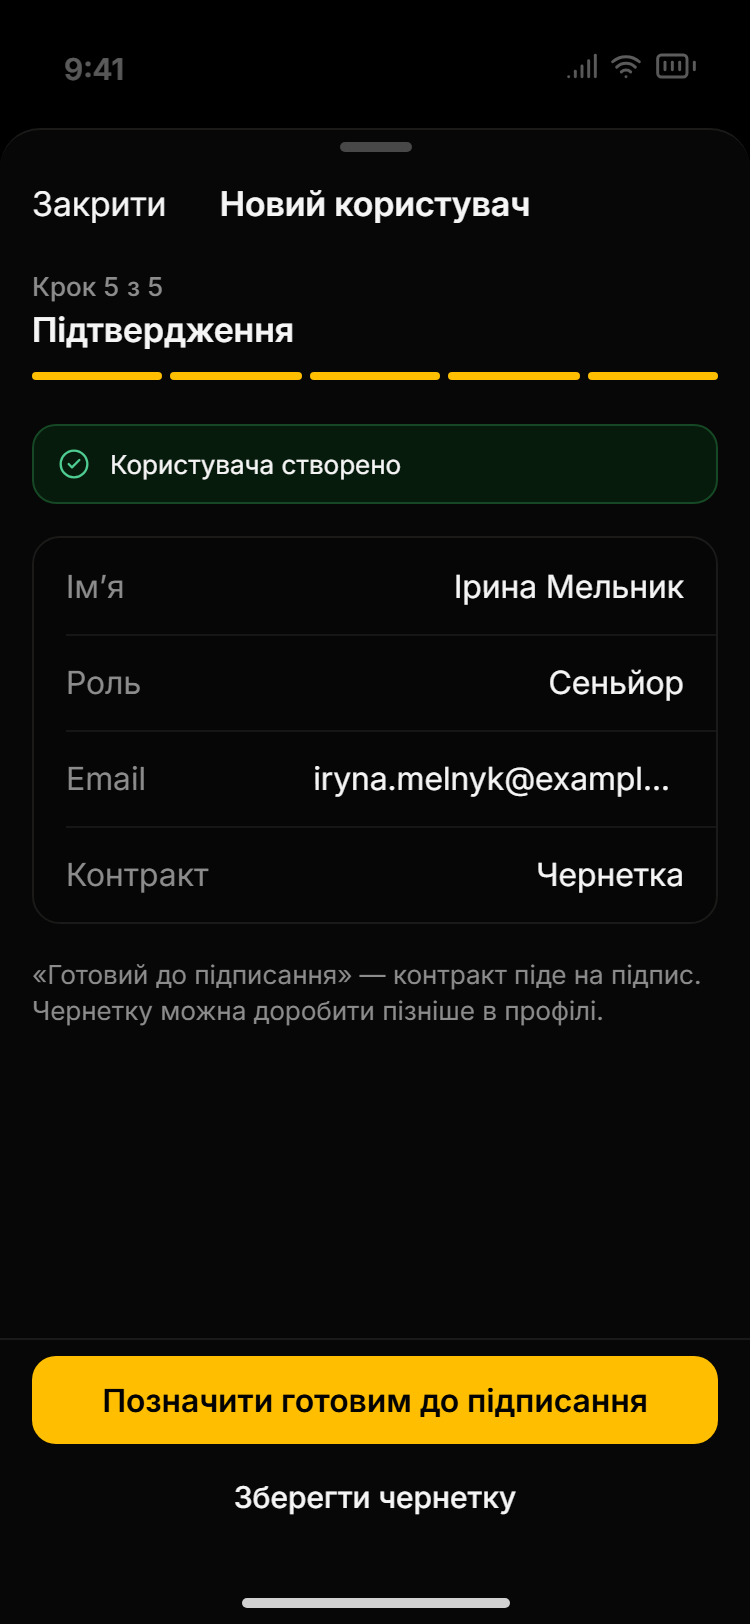 9:41
Закрити
Новий користувач
Крок 5 з 5
Підтвердження
Користувача створено
Ім’я
Ірина Мельник
Роль
Сеньйор
Email
iryna.melnyk@exampl...
Контракт
Чернетка
«Готовий до підписання» — контракт піде на підпис.
Чернетку можна доробити пізніше в профілі.
Позначити готовим до підписання
Зберегти чернетку